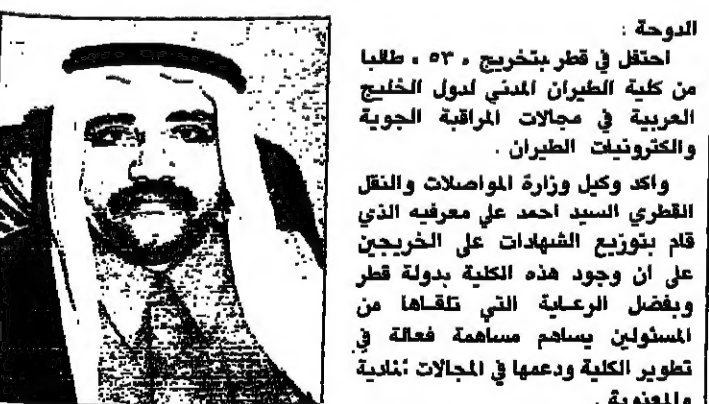 الدوحة :
احتفل في قطر بتخريج « ٥٣ » طالبا
من كلية الطيران المدني لدول الخليج
العربية في مجالات المراقبة الجوية
والكترونيات الطيران .
واكد وكيل وزارة المواصلات والنقل
القطري السيد احمد علي معرفيه الذي
قام بتوزيع الشهادات على الخريجين
على ان وجود هذه الكلية بدولة قطر
وبفضل الرعاية التي تلقاها من
المسئولين يساهم مساهمة فعالة في
تطوير الكلية ودعمها في المجالات المادية
والمعنوية .